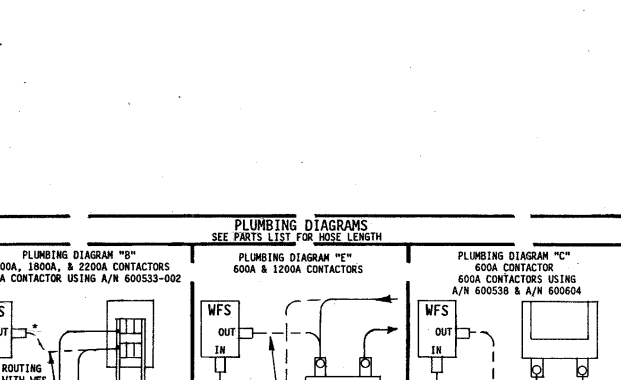 PLUMBING DIAGRAMS
SEE PARTS LIST FOR HOSE LENGTH
PLUMBING DIAGRAM "B"
00A, 1800A, & 2200A CONTACTORS
A CONTACTOR USING A/N 600533-002
PLUMBING DIAGRAM "E"
600A & 1200A CONTACTORS
PLUMBING DIAGRAM "C"
600A CONTACTOR
600A CONTACTORS USING
A/N 600538 & A/N 600604
S
UT
*
ROUTING
WITH WFS
WFS
OUT
IN
WFS
OUT
IN